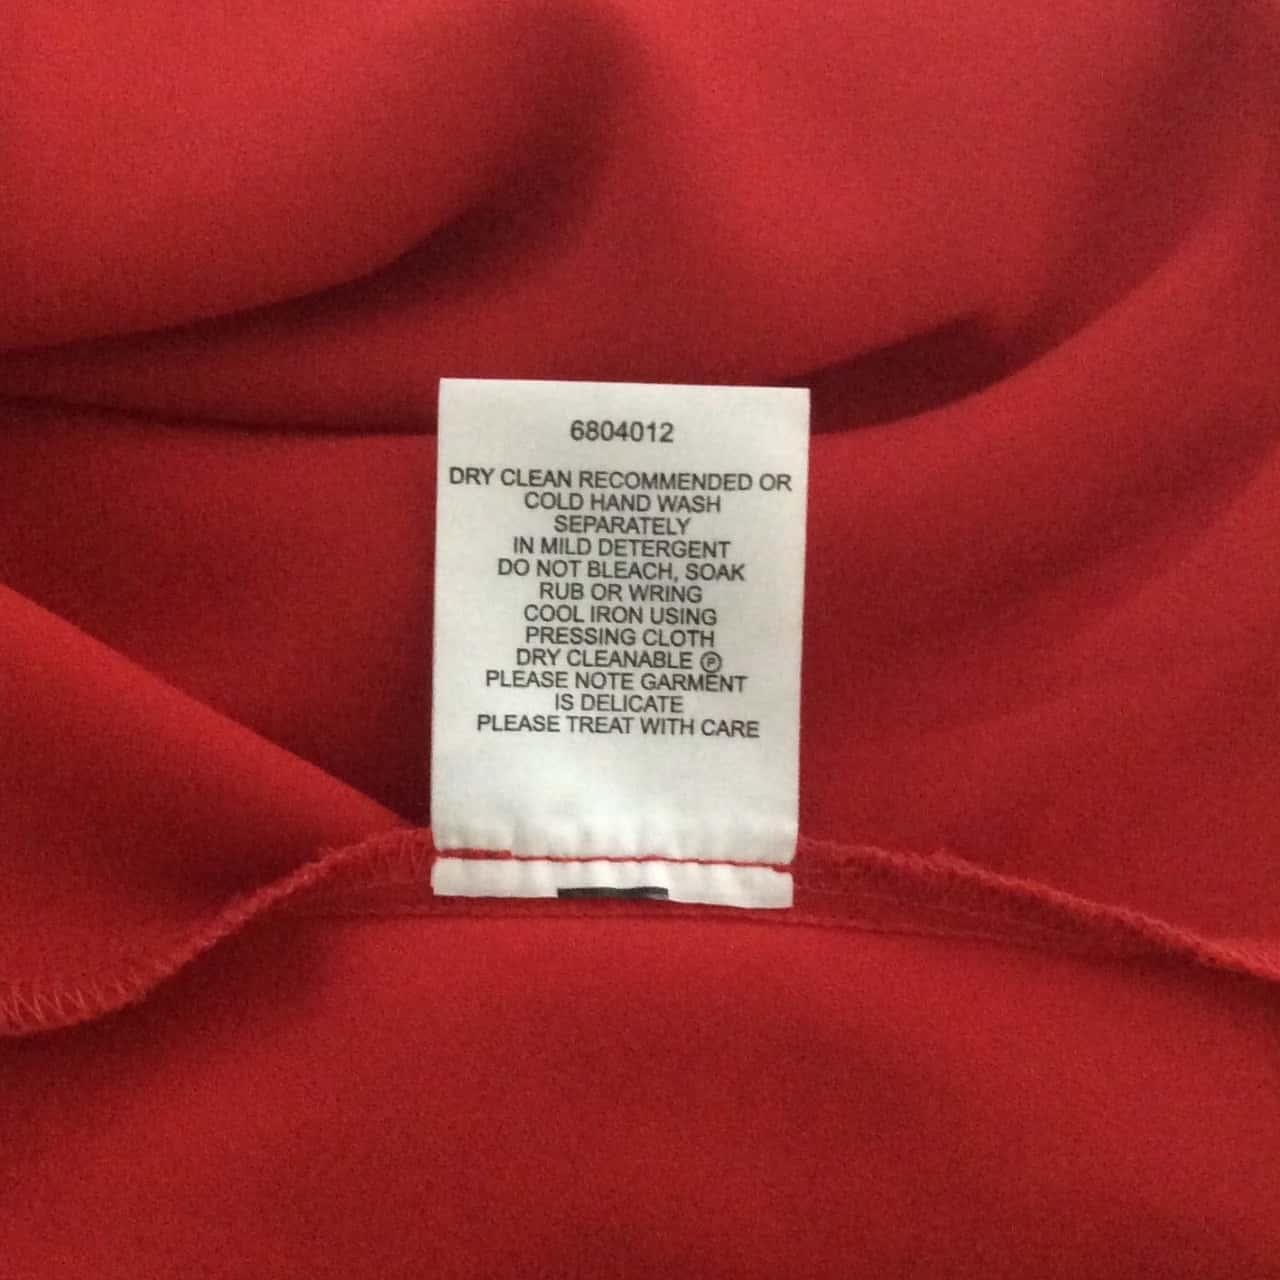 6804012
DRY CLEAN RECOMMENDED OR
COLD HAND WASH
SEPARATELY
IN MILD DETERGENT
DO NOT BLEACH, SOAK
RUB OR WRING
COOL IRON USING
PRESSING CLOTH
DRY CLEANABLE Ⓟ
PLEASE NOTE GARMENT
IS DELICATE
PLEASE TREAT WITH CARE